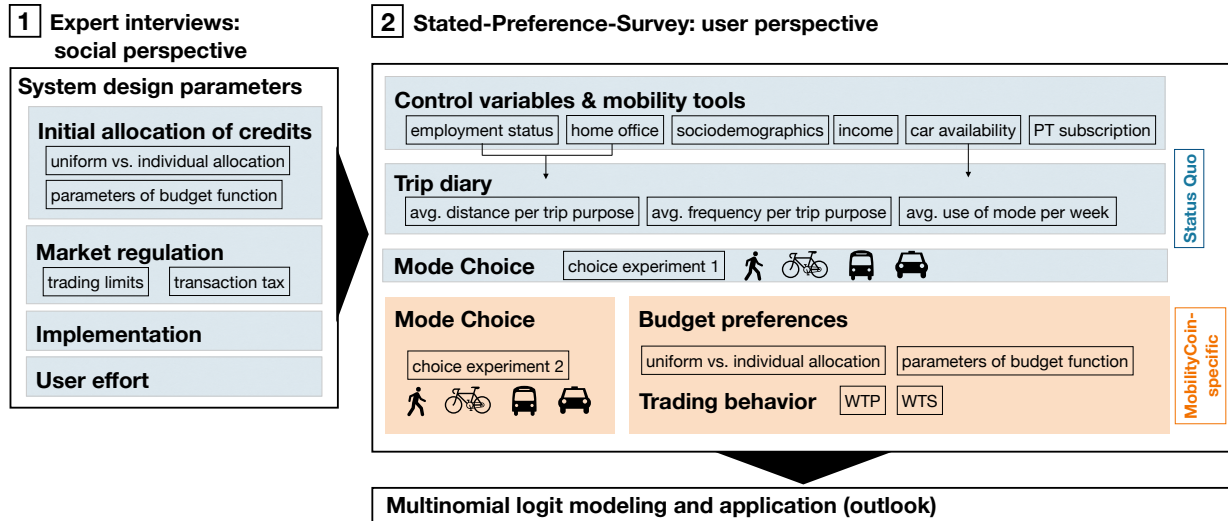 1 Expert interviews:
social perspective
System design parameters
Initial allocation of credits
uniform vs. individual allocation
parameters of budget function
Market regulation
trading limits transaction tax
Implementation
User effort
2 Stated-Preference-Survey: user perspective
Control variables & mobility tools
employment status home office sociodemographics income car availability PT subscription
Trip diary
avg. distance per trip purpose avg. frequency per trip purpose avg. use of mode per week
Mode Choice choice experiment 1
Status Quo
Mode Choice
choice experiment 2
Budget preferences
uniform vs. individual allocation parameters of budget function
Trading behavior WTP WTS
MobilityCoin-
specific
Multinomial logit modeling and application (outlook)